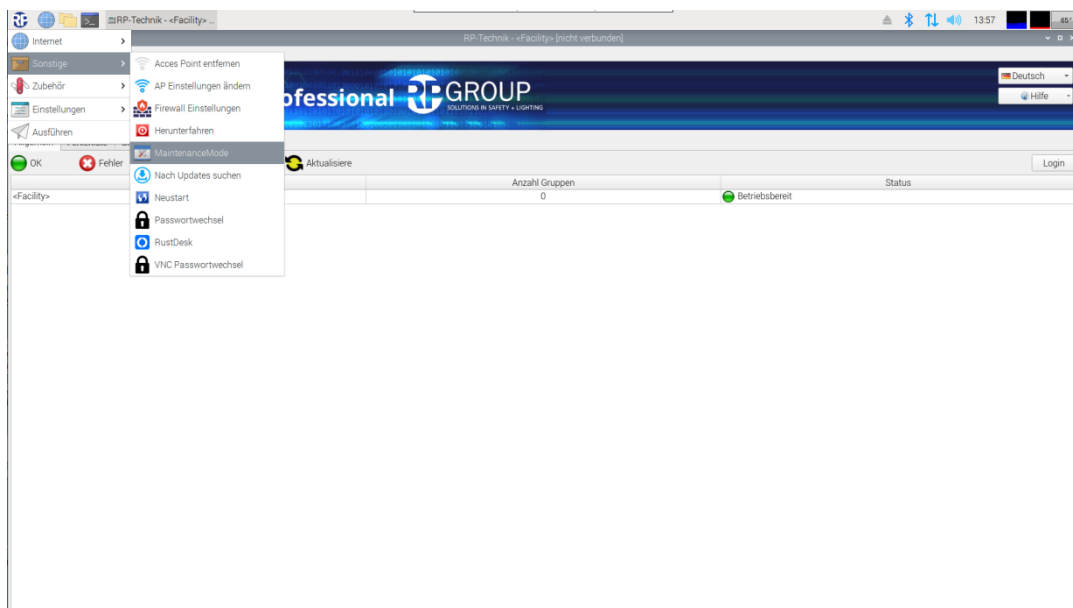 RP-Technik - <Facility> ...
13:57
65°
RP-Technik - <Facility> [nicht verbunden]
Internet
Sonstige
Zubehör
Einstellungen
Ausführen
Acces Point entfernen
AP Einstellungen ändern
Firewall Einstellungen
Herunterfahren
MaintenanceMode
Nach Updates suchen
Neustart
Passwortwechsel
RustDesk
VNC Passwortwechsel
ofessional
GROUP
SOLUTIONS IN SAFETY + LIGHTING
Deutsch
Hilfe
OK
Fehler
Aktualisiere
Login
Anzahl Gruppen
Status
<Facility>
0
Betriebsbereit